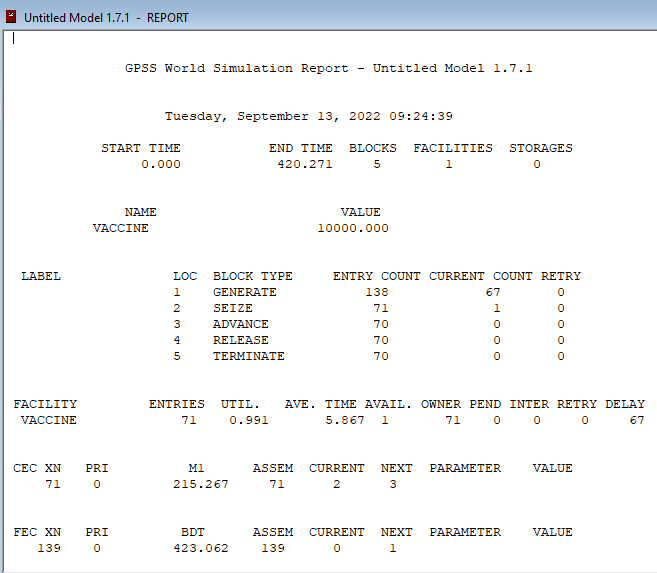 Untitled Model 1.7.1 - REPORT
GPSS World Simulation Report - Untitled Model 1.7.1
Tuesday, September 13, 2022 09:24:39
START TIME END TIME BLOCKS FACILITIES STORAGES
0.000 420.271 5 1 0
NAME VALUE
VACCINE 10000.000
LABEL LOC BLOCK TYPE ENTRY COUNT CURRENT COUNT RETRY
1 GENERATE 138 67 0
2 SEIZE 71 1 0
3 ADVANCE 70 0 0
4 RELEASE 70 0 0
5 TERMINATE 70 0 0
FACILITY ENTRIES UTIL. AVE. TIME AVAIL. OWNER PEND INTER RETRY DELAY
VACCINE 71 0.991 5.867 1 71 0 0 0 67
CEC XN PRI M1 ASSEM CURRENT NEXT PARAMETER VALUE
71 0 215.267 71 2 3
FEC XN PRI BDT ASSEM CURRENT NEXT PARAMETER VALUE
139 0 423.062 139 0 1